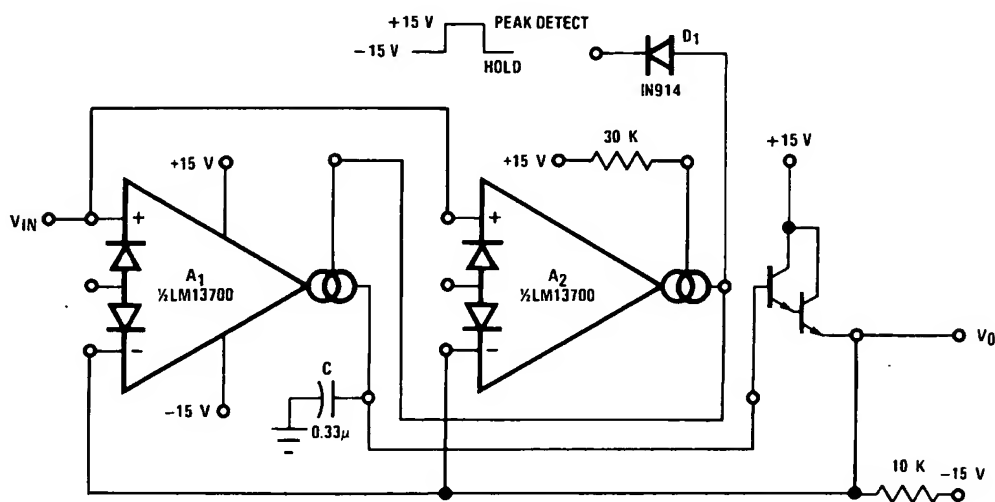 +15 V
PEAK DETECT
-15 V
HOLD
D1
IN914
30 K
+15 V
+15 V
+15 V
VIN
+
A1
½LM13700
-
-15 V
+
A2
½LM13700
-
C
0.33μ
VO
10 K
-15 V